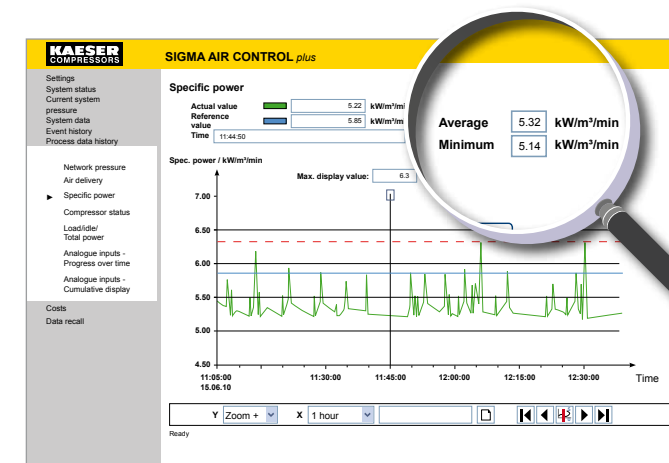 KAESER
COMPRESSORS
SIGMA AIR CONTROL plus
Settings
System status
Current system
pressure
System data
Event history
Process data history
Network pressure
Air delivery
Specific power
Compressor status
Load/idle/
Total power
Analogue inputs -
Progress over time
Analogue inputs -
Cumulative display
Costs
Data recall
Specific power
Actual value 5.22 kW/m³/mi
Reference
value 5.85 kW/m³/mi
Time 11:44:50
Average 5.32 kW/m³/min
Minimum 5.14 kW/m³/min
Spec. power / kW/m³/min
Max. display value: 6.3
7.00
6.50
6.00
5.50
5.00
4.50
11:05:00 11:30:00 11:45:00 12:00:00 12:15:00 12:30:00 Time
15.06.10
Y Zoom + X 1 hour
Ready